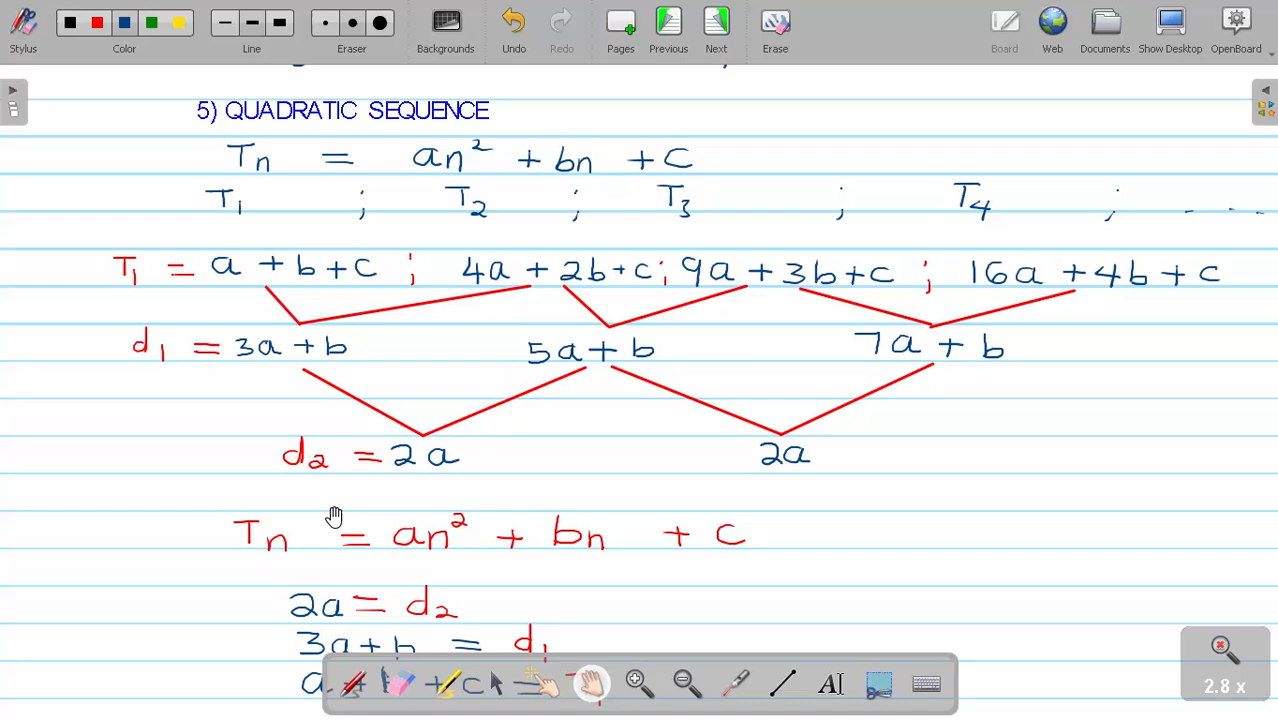 Stylus Color Line Eraser Backgrounds Undo Redo Pages Previous Next Erase Board Web Documents Show Desktop OpenBoard
5) QUADRATIC SEQUENCE
Tn = an² + bn + c
T1 ; T2 ; T3 ; T4 ; ....
T1 = a + b + c ; 4a + 2b + c ; 9a + 3b + c ; 16a + 4b + c
d1 = 3a + b 5a + b 7a + b
d2 = 2a 2a
Tn = an² + bn + c
2a = d2
3a + b = d1
a + c =
2.8 x